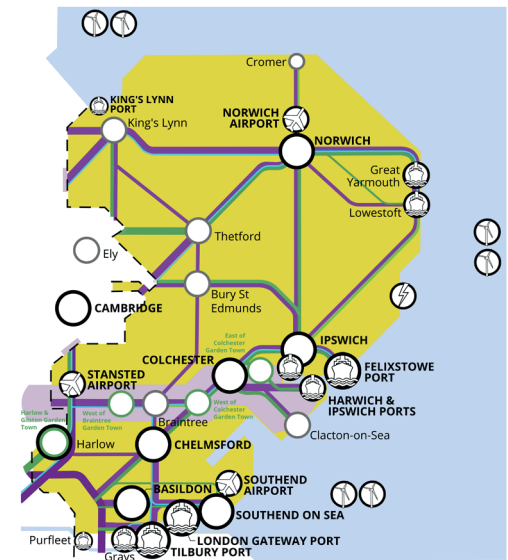 Cromer
KING'S LYNN
PORT
NORWICH
AIRPORT
King's Lynn
NORWICH
Great
Yarmouth
Lowestoft
Thetford
Ely
Bury St
Edmunds
CAMBRIDGE
East of
Colchester
Garden Town
IPSWICH
COLCHESTER
STANSTED
AIRPORT
FELIXSTOWE
PORT
HARWICH &
IPSWICH PORTS
Harlow &
Gilston Garden
Town
West of
Braintree
Garden Town
West of
Colchester
Garden Town
Braintree
Clacton-on-Sea
Harlow
CHELMSFORD
SOUTHEND
AIRPORT
BASILDON
SOUTHEND ON SEA
Purfleet
LONDON GATEWAY PORT
TILBURY PORT
Grays